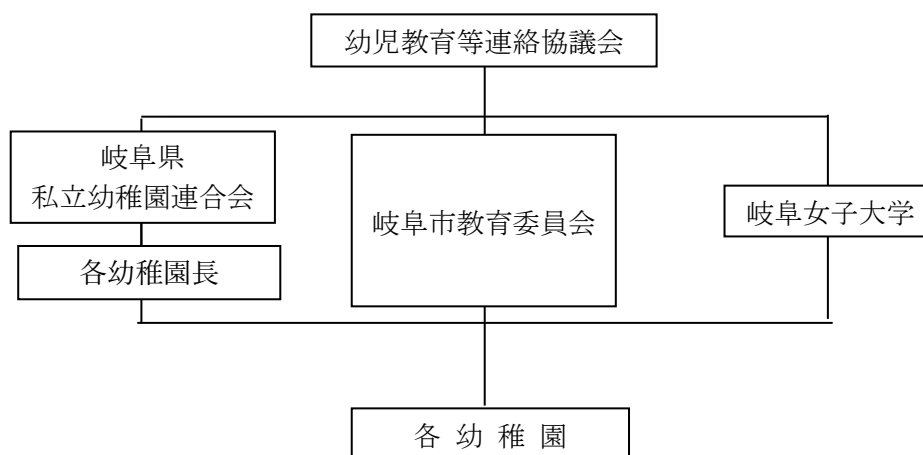 幼児教育等連絡協議会
岐阜県
私立幼稚園連合会
岐阜市教育委員会
岐阜女子大学
各幼稚園長
各 幼 稚 園